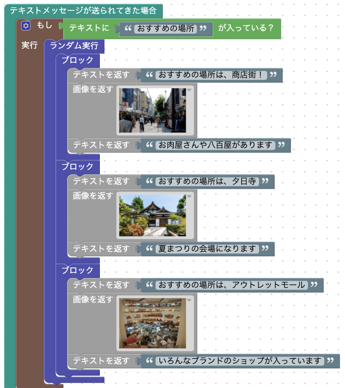 テキストメッセージが送られてきた場合
もし テキストに “ おすすめの場所 ” が入っている？
実行 ランダム実行
ブロック
テキストを返す “ おすすめの場所は、商店街！ ”
画像を返す
テキストを返す “ お肉屋さんや八百屋があります ”
ブロック
テキストを返す “ おすすめの場所は、夕日寺 ”
画像を返す
テキストを返す “ 夏まつりの会場になります ”
ブロック
テキストを返す “ おすすめの場所は、アウトレットモール ”
画像を返す
テキストを返す “ いろんなブランドのショップが入っています ”